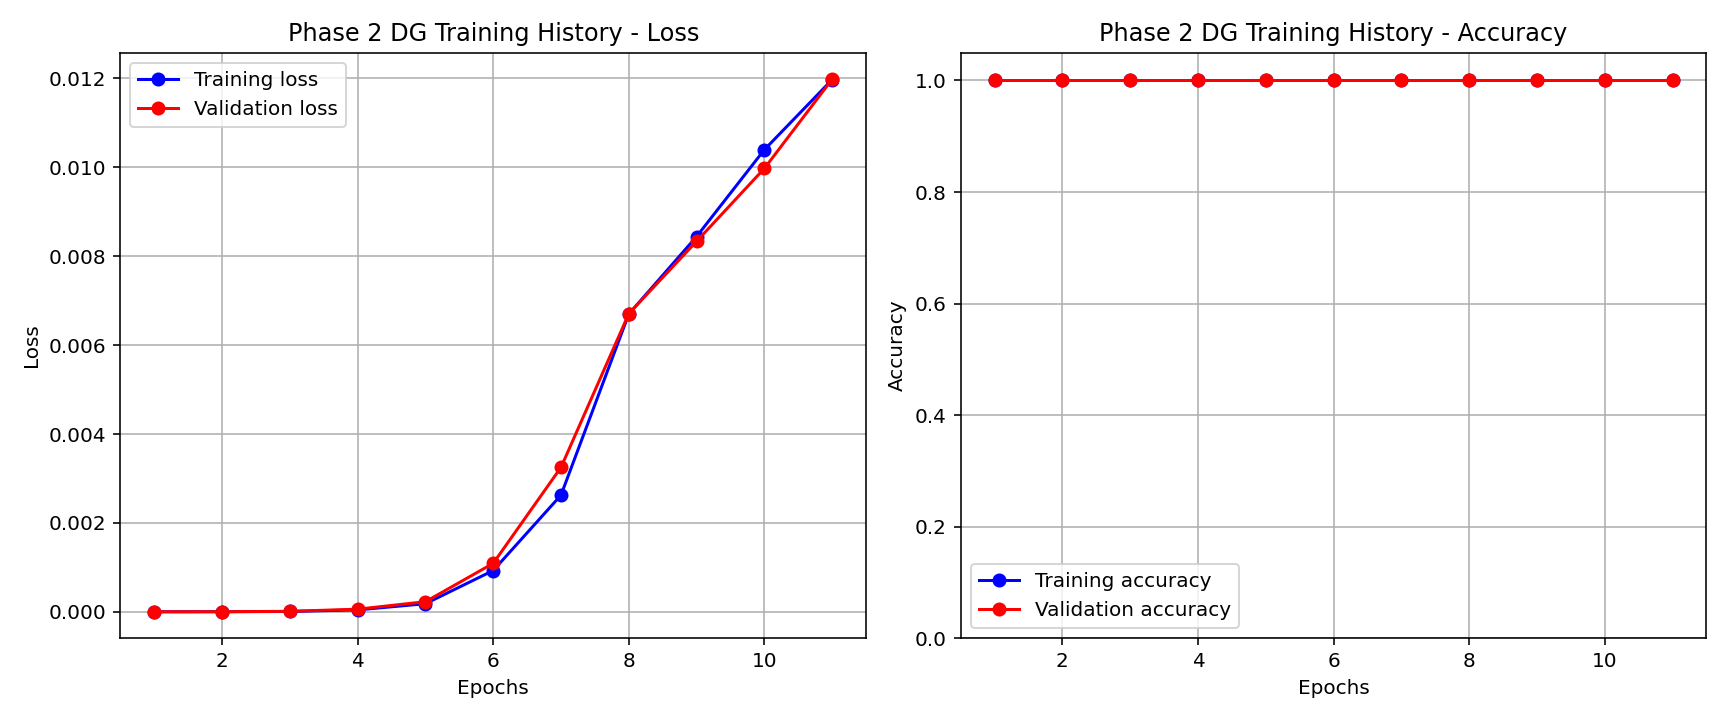 Phase 2 DG Training History - Loss
Training loss
Validation loss
0.012
0.010
0.008
0.006
0.004
0.002
0.000
Loss
2 4 6 8 10
Epochs
Phase 2 DG Training History - Accuracy
1.0
0.8
0.6
0.4
0.2
0.0
Accuracy
Training accuracy
Validation accuracy
2 4 6 8 10
Epochs